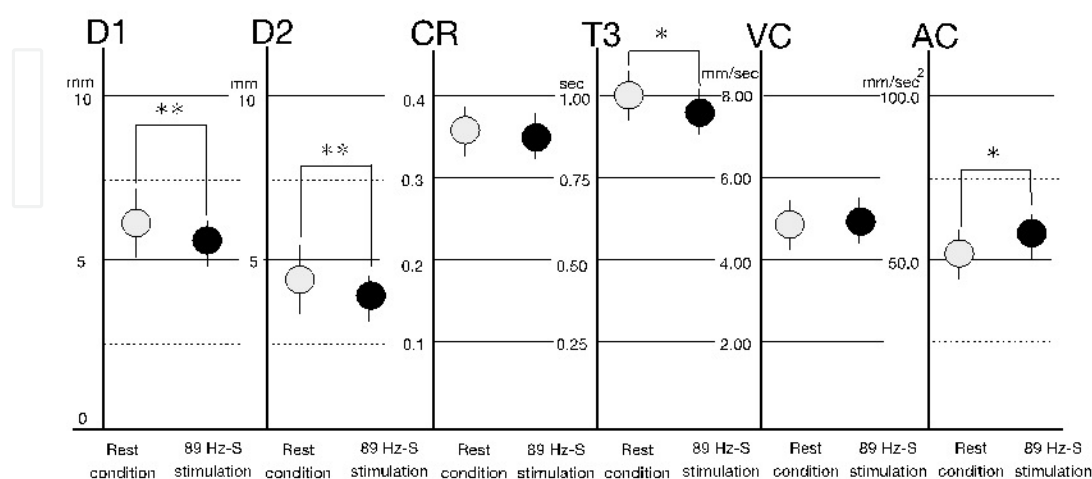 D1 D2 CR T3 VC AC
mm mm sec mm/sec mm/sec²
10 10 0.4 1.00 8.00 100.0
** ** * *
0.3 0.75 6.00
5 5 0.2 0.50 4.00 50.0
0.1 0.25 2.00
0
Rest 89 Hz-S Rest 89 Hz-S Rest 89 Hz-S Rest 89 Hz-S Rest 89 Hz-S Rest 89 Hz-S
condition stimulation condition stimulation condition stimulation condition stimulation condition stimulation condition stimulation